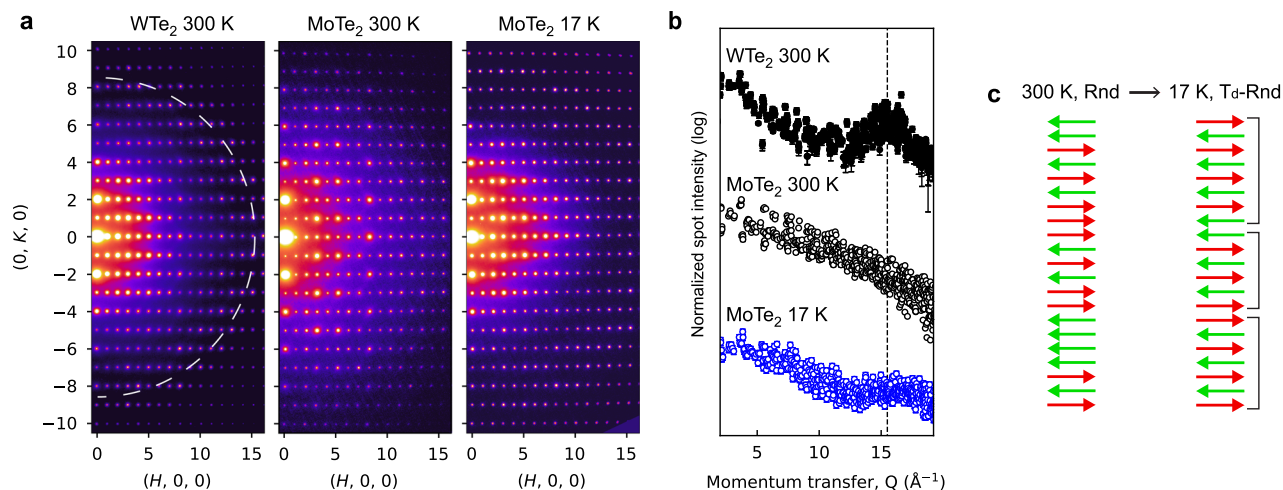 a
WTe₂ 300 K
MoTe₂ 300 K
MoTe₂ 17 K
(0, K, 0)
10
8
6
4
2
0
−2
−4
−6
−8
−10
0 5 10 15
0 5 10 15
0 5 10 15
(H, 0, 0)
(H, 0, 0)
(H, 0, 0)
b
Normalized spot intensity (log)
WTe₂ 300 K
MoTe₂ 300 K
MoTe₂ 17 K
5 10 15
Momentum transfer, Q (Å⁻¹)
c
300 K, Rnd → 17 K, Td-Rnd